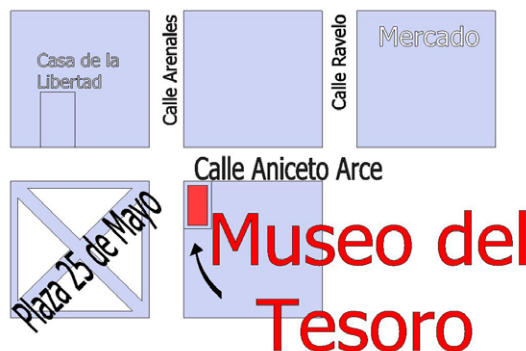 Casa de la
Libertad
Calle Arenales
Calle Ravelo
Mercado
Calle Aniceto Arce
Plaza 25 de Mayo
Museo del
Tesoro